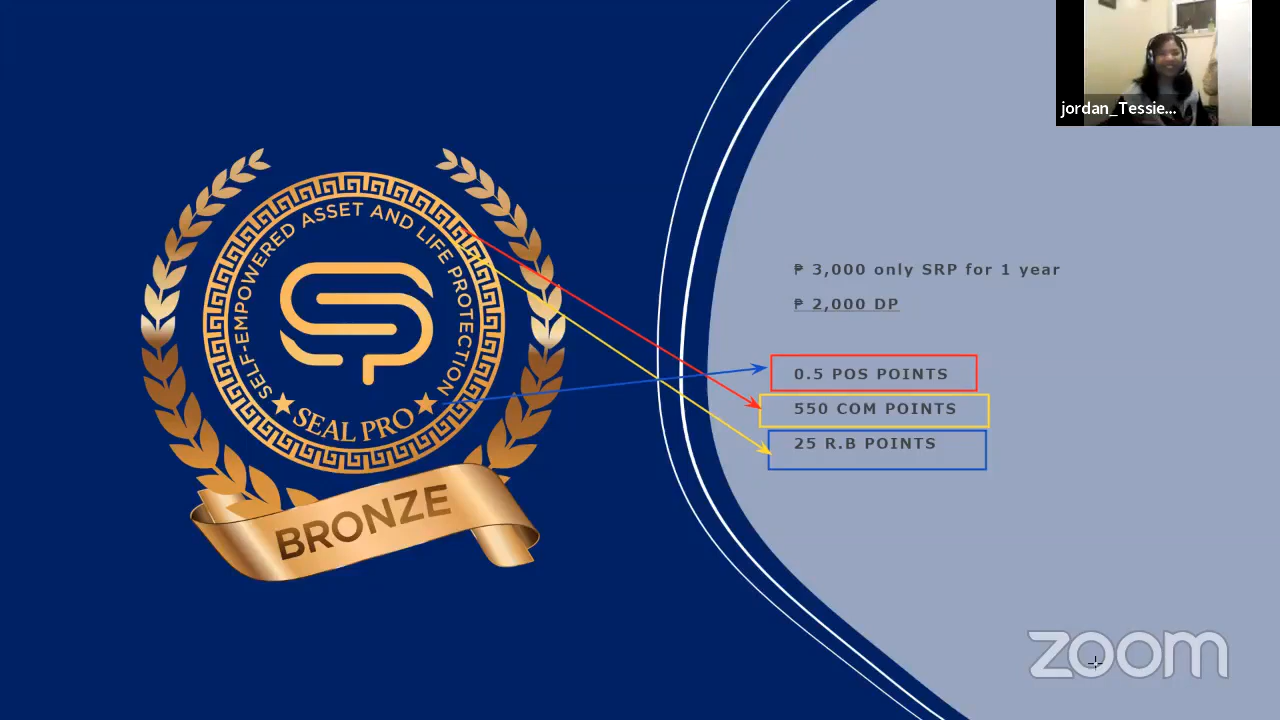 jordan_Tessie...
SELF-EMPOWERED ASSET AND LIFE PROTECTION
SEAL PRO
BRONZE
₱ 3,000 only SRP for 1 year
₱ 2,000 DP
0.5 POS POINTS
550 COM POINTS
25 R.B POINTS
zoom